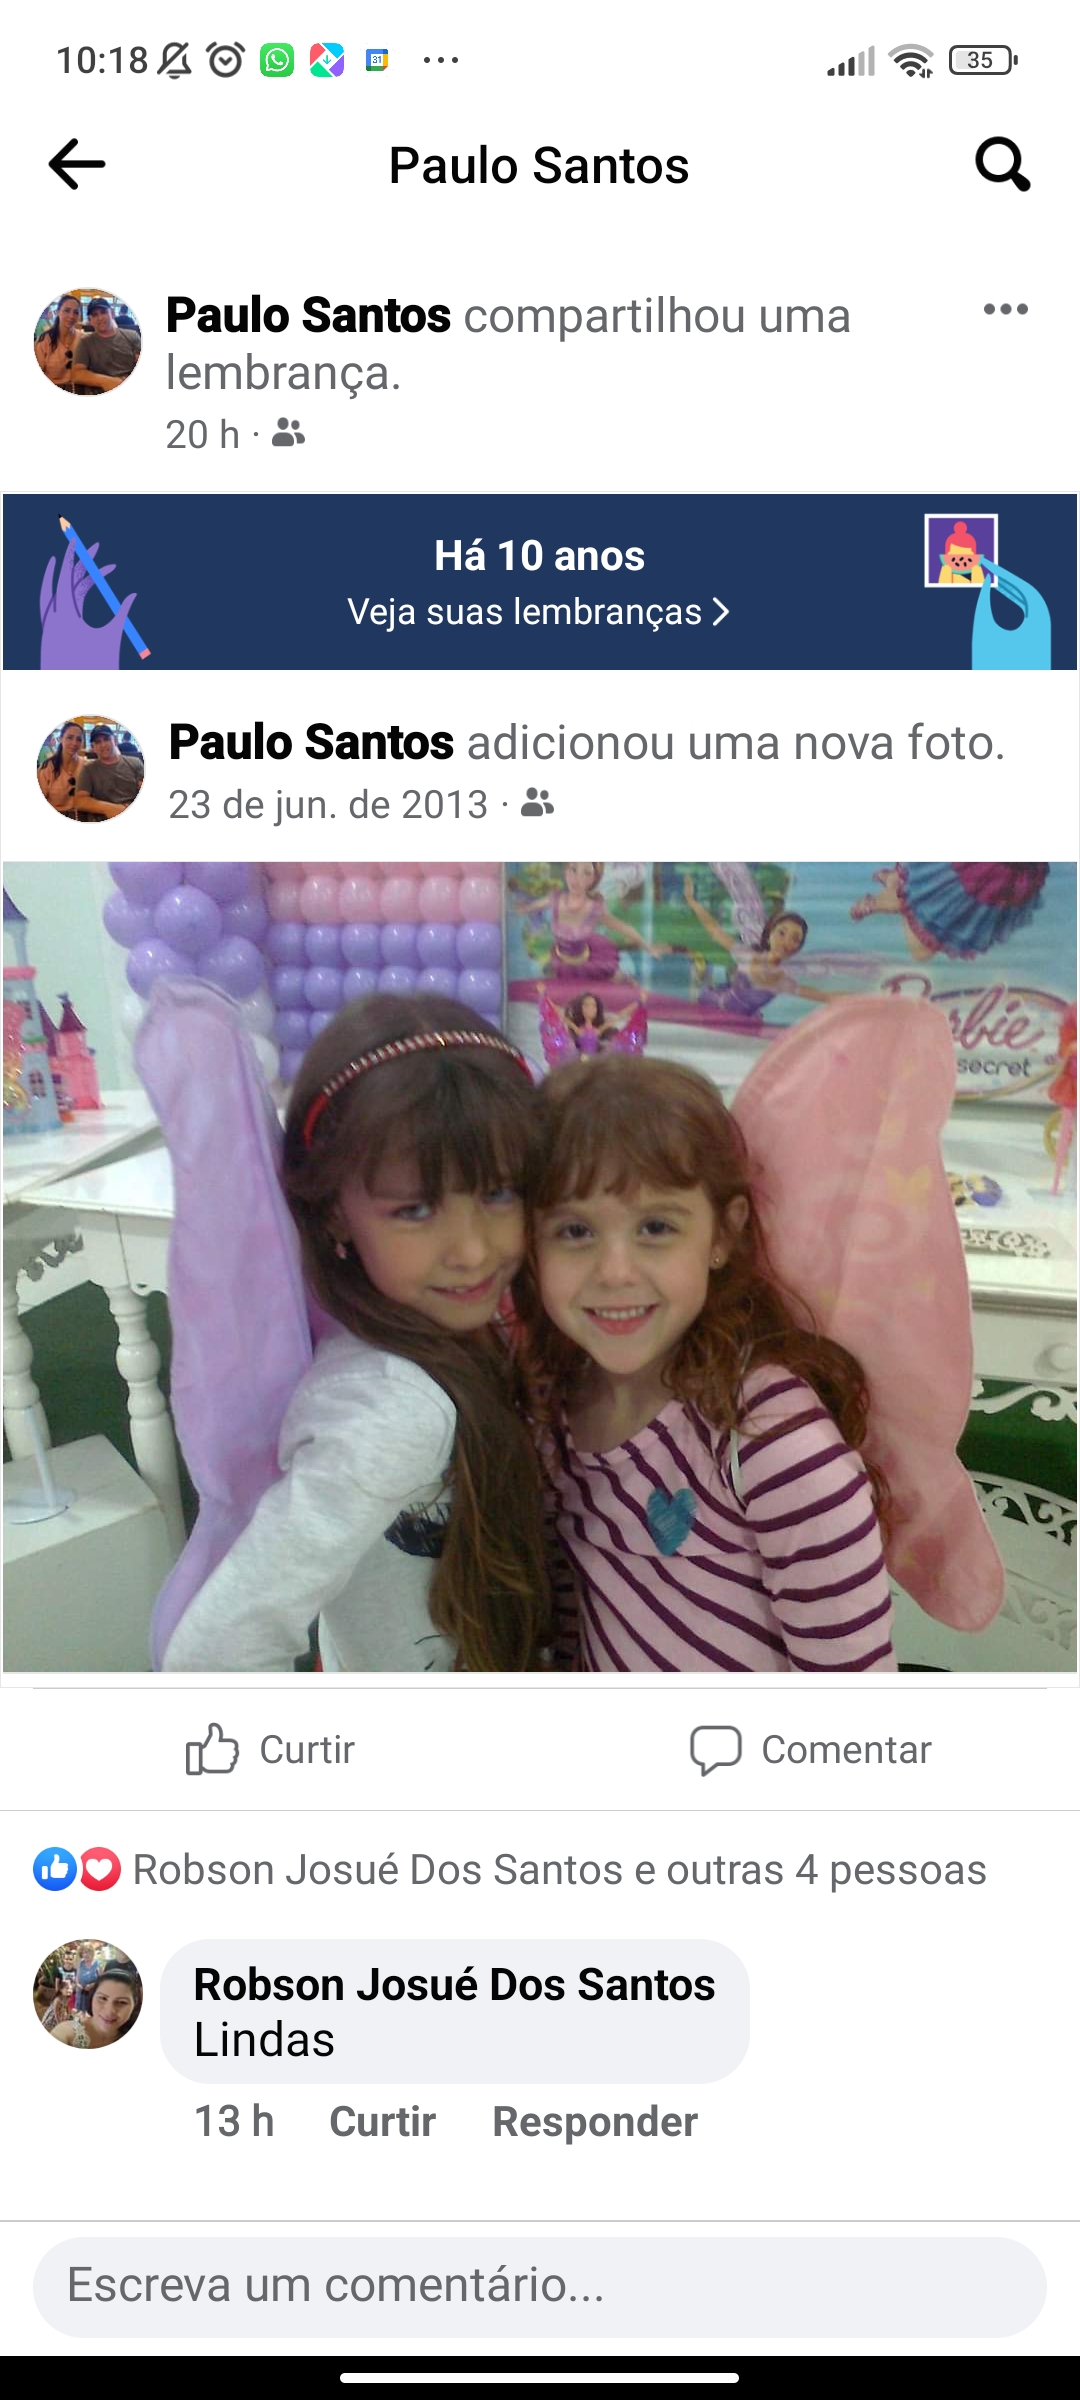 10:18
31
35
Paulo Santos
Paulo Santos compartilhou uma
lembrança.
20 h ·
Há 10 anos
Veja suas lembranças
Paulo Santos adicionou uma nova foto.
23 de jun. de 2013 ·
secret
Curtir
Comentar
Robson Josué Dos Santos e outras 4 pessoas
Robson Josué Dos Santos
Lindas
13 h Curtir Responder
Escreva um comentário...